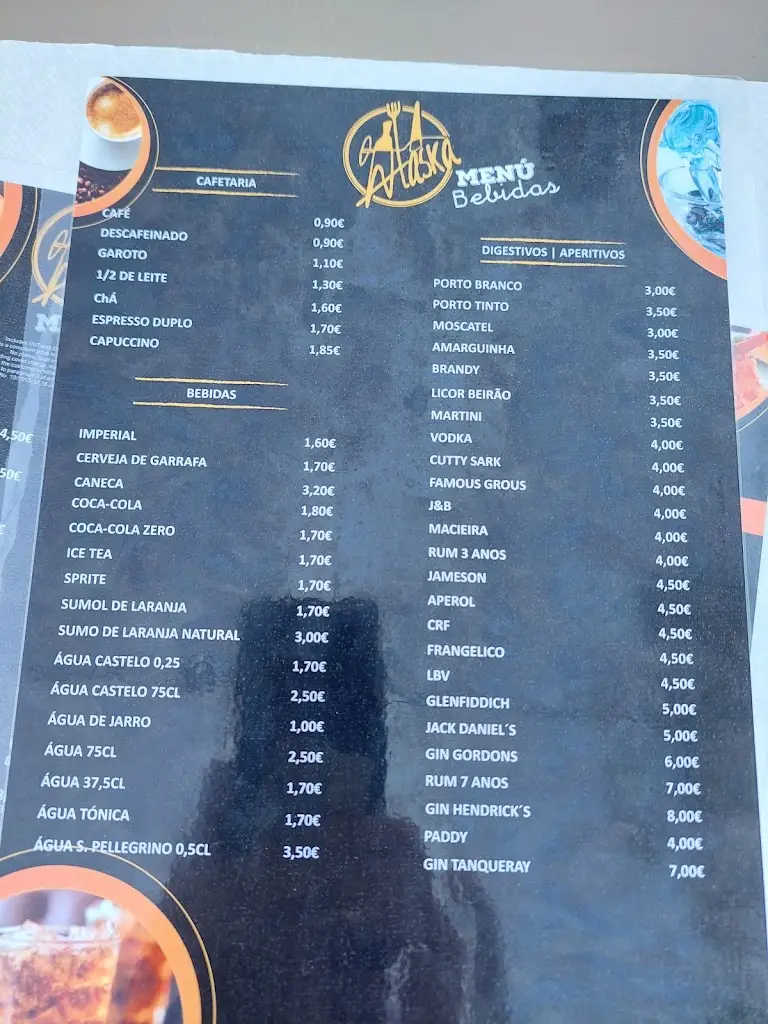 Taska
MENÚ
Bebidas
CAFETARIA
CAFÉ 0,90€
DESCAFEINADO 0,90€
GAROTO 1,10€
1/2 DE LEITE 1,30€
ChÁ 1,60€
ESPRESSO DUPLO 1,70€
CAPUCCINO 1,85€
BEBIDAS
IMPERIAL 1,60€
CERVEJA DE GARRAFA 1,70€
CANECA 3,20€
COCA-COLA 1,80€
COCA-COLA ZERO 1,70€
ICE TEA 1,70€
SPRITE 1,70€
SUMOL DE LARANJA 1,70€
SUMO DE LARANJA NATURAL 3,00€
ÁGUA CASTELO 0,25 1,70€
ÁGUA CASTELO 75CL 2,50€
ÁGUA DE JARRO 1,00€
ÁGUA 75CL 2,50€
ÁGUA 37,5CL 1,70€
ÁGUA TÓNICA 1,70€
ÁGUA S. PELLEGRINO 0,5CL 3,50€
DIGESTIVOS | APERITIVOS
PORTO BRANCO 3,00€
PORTO TINTO 3,50€
MOSCATEL 3,00€
AMARGUINHA 3,50€
BRANDY 3,50€
LICOR BEIRÃO 3,50€
MARTINI 3,50€
VODKA 4,00€
CUTTY SARK 4,00€
FAMOUS GROUS 4,00€
J&B 4,00€
MACIEIRA 4,00€
RUM 3 ANOS 4,00€
JAMESON 4,50€
APEROL 4,50€
CRF 4,50€
FRANGELICO 4,50€
LBV 4,50€
GLENFIDDICH 5,00€
JACK DANIEL´S 5,00€
GIN GORDONS 6,00€
RUM 7 ANOS 7,00€
GIN HENDRICK´S 8,00€
PADDY 4,00€
GIN TANQUERAY 7,00€
4,50€
50€